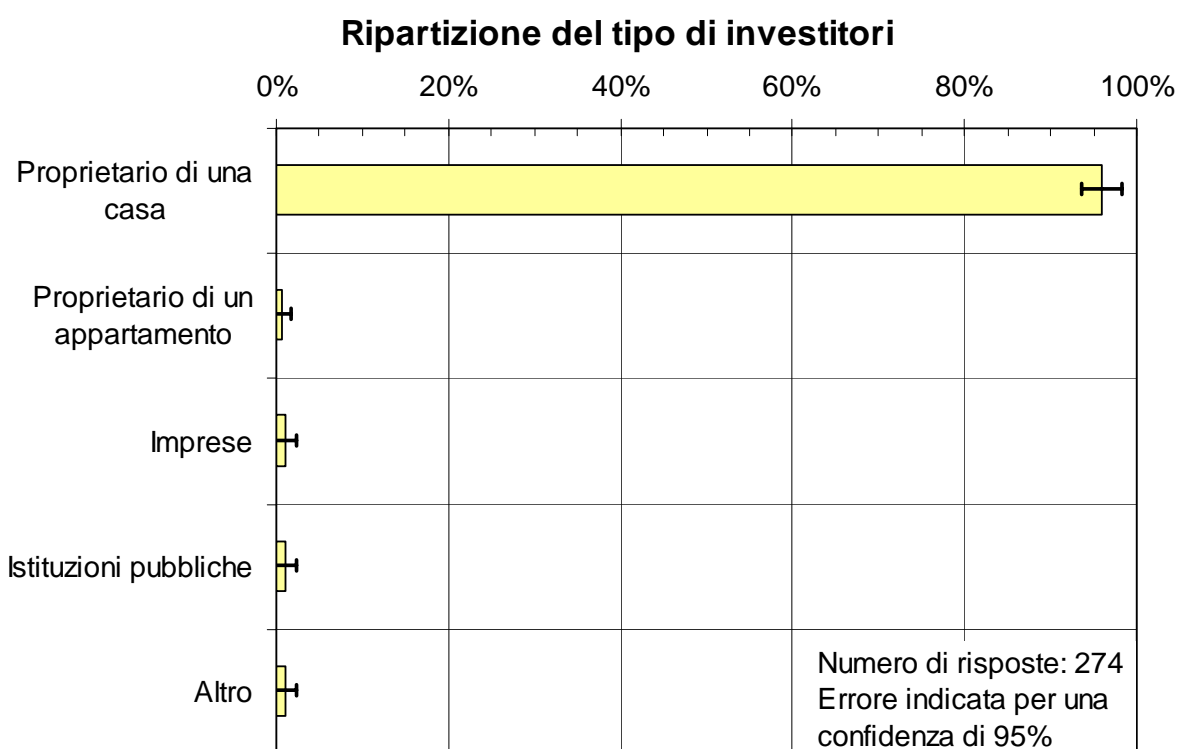 Ripartizione del tipo di investitori
0% 20% 40% 60% 80% 100%
Proprietario di una
casa
Proprietario di un
appartamento
Imprese
Istituzioni pubbliche
Altro
Numero di risposte: 274
Errore indicata per una
confidenza di 95%